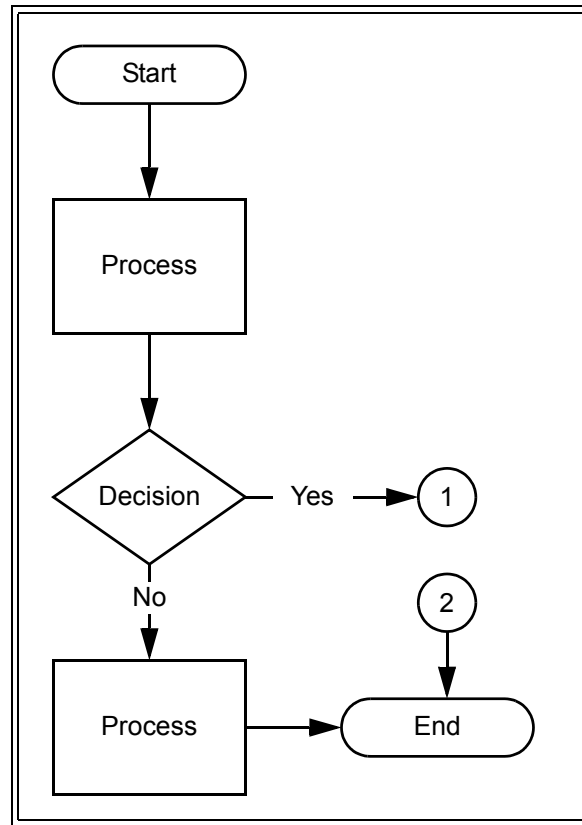 Start
Process
Decision
Yes
1
No
2
Process
End